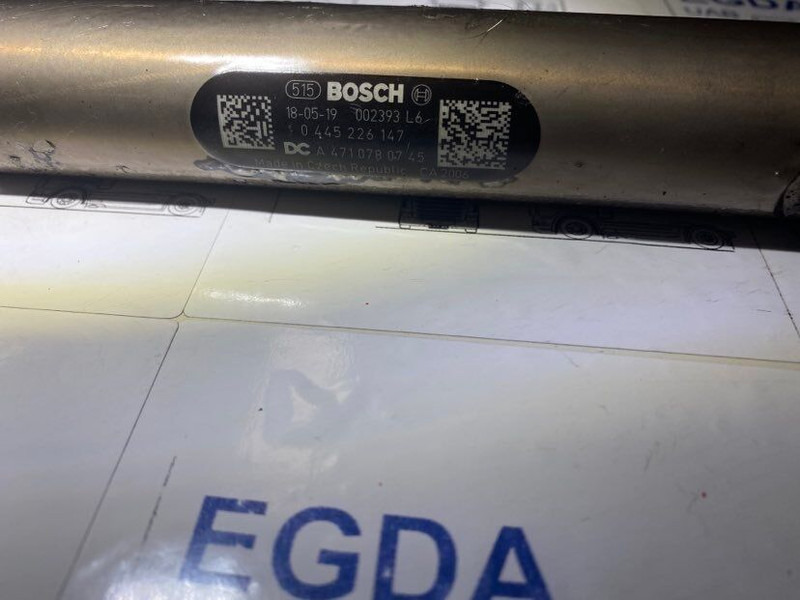 EGDA
515 BOSCH
18-05-19 002393 L6
0 445 226 147
DC A 471 078 07 45
Made in Czech Republic CA 2006
EGDA